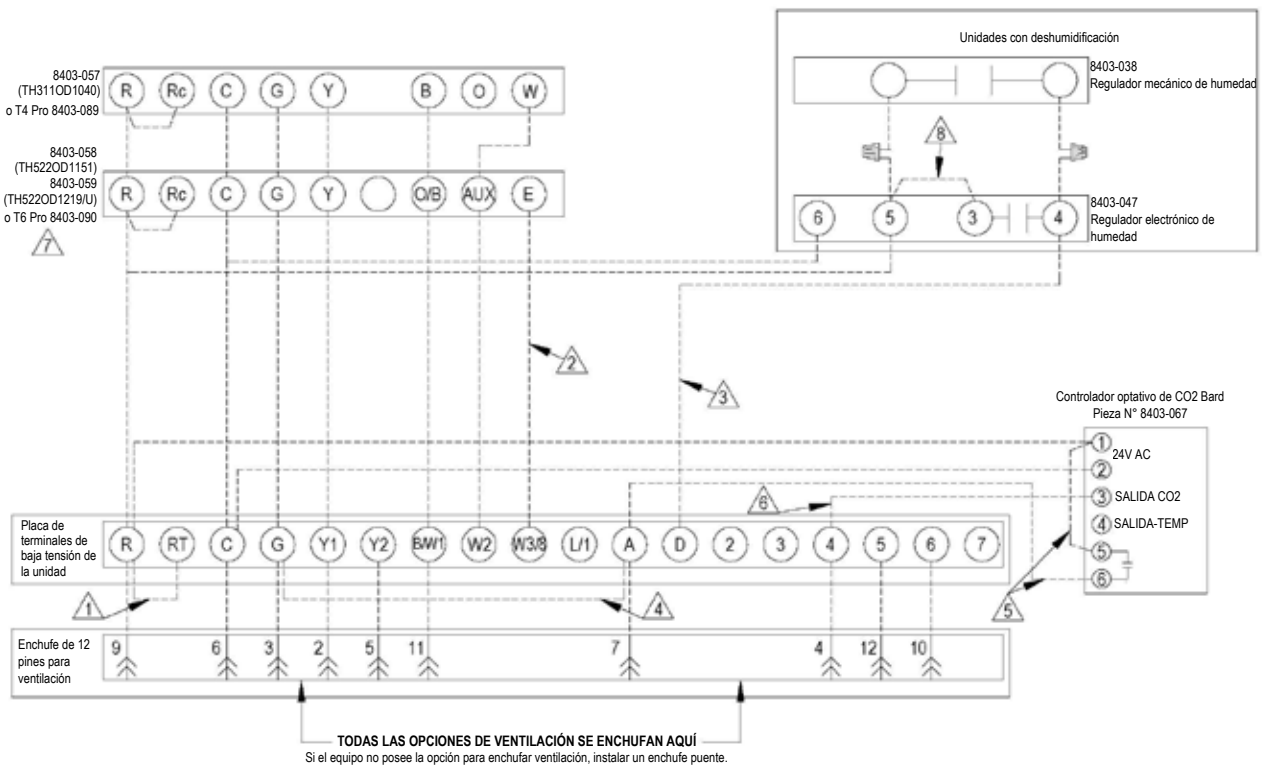 Unidades con deshumidificación
8403-038
Regulador mecánico de humedad
8403-057
(TH311OD1040)
o T4 Pro 8403-089
R Rc C G Y B O W
8403-058
(TH522OD1151)
8403-059
(TH522OD1219/U)
o T6 Pro 8403-090
7
R Rc C G Y O/B AUX E
8
6 5 3 4
8403-047
Regulador electrónico de
humedad
2
3
Controlador optativo de CO2 Bard
Pieza N° 8403-067
1
24V AC
2
3 SALIDA CO2
4 SALIDA-TEMP
5
6
6
5
Placa de
terminales de
baja tensión de
la unidad
R RT C G Y1 Y2 B/W1 W2 W3/8 L/1 A D 2 3 4 5 6 7
1
4
Enchufe de 12
pines para
ventilación
9 6 3 2 5 11 7 4 12 10
TODAS LAS OPCIONES DE VENTILACIÓN SE ENCHUFAN AQUÍ
Si el equipo no posee la opción para enchufar ventilación, instalar un enchufe puente.